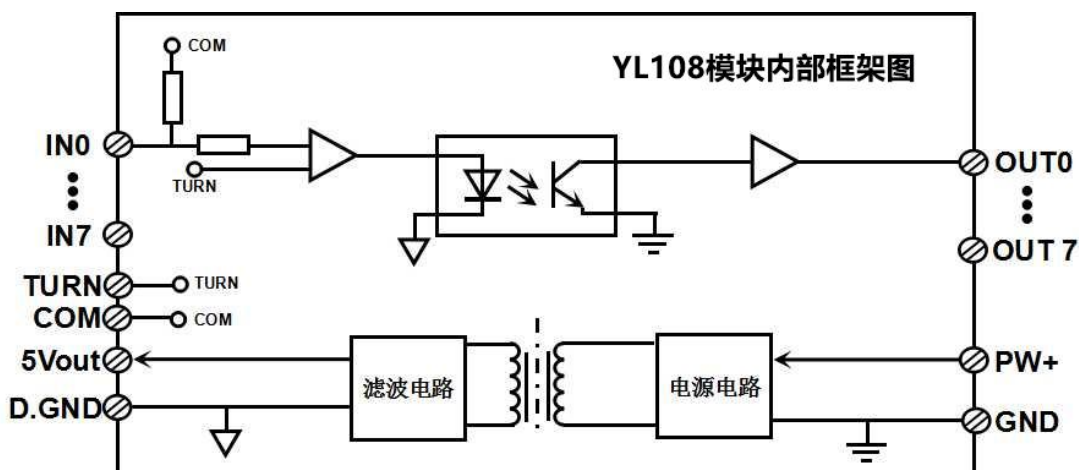 COM
YL108模块内部框架图
IN0
TURN
OUT0
IN7
OUT 7
TURN
TURN
COM
COM
5Vout
滤波电路
电源电路
PW+
D.GND
GND